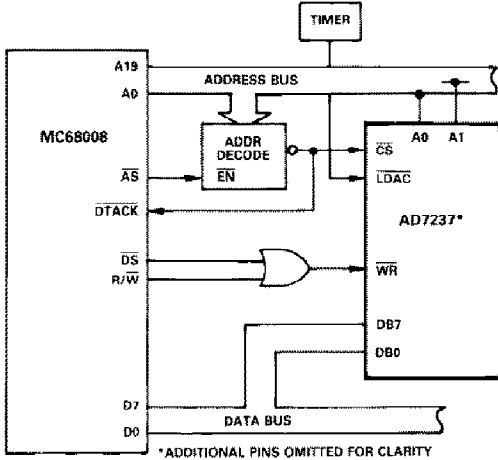 TIMER
A19
ADDRESS BUS
A0
MC68008
ADDR
DECODE
EN
A0 A1
CS
AS
LDAC
DTACK
AD7237*
DS
R/W
WR
DB7
DB0
D7
DATA BUS
D0
*ADDITIONAL PINS OMITTED FOR CLARITY